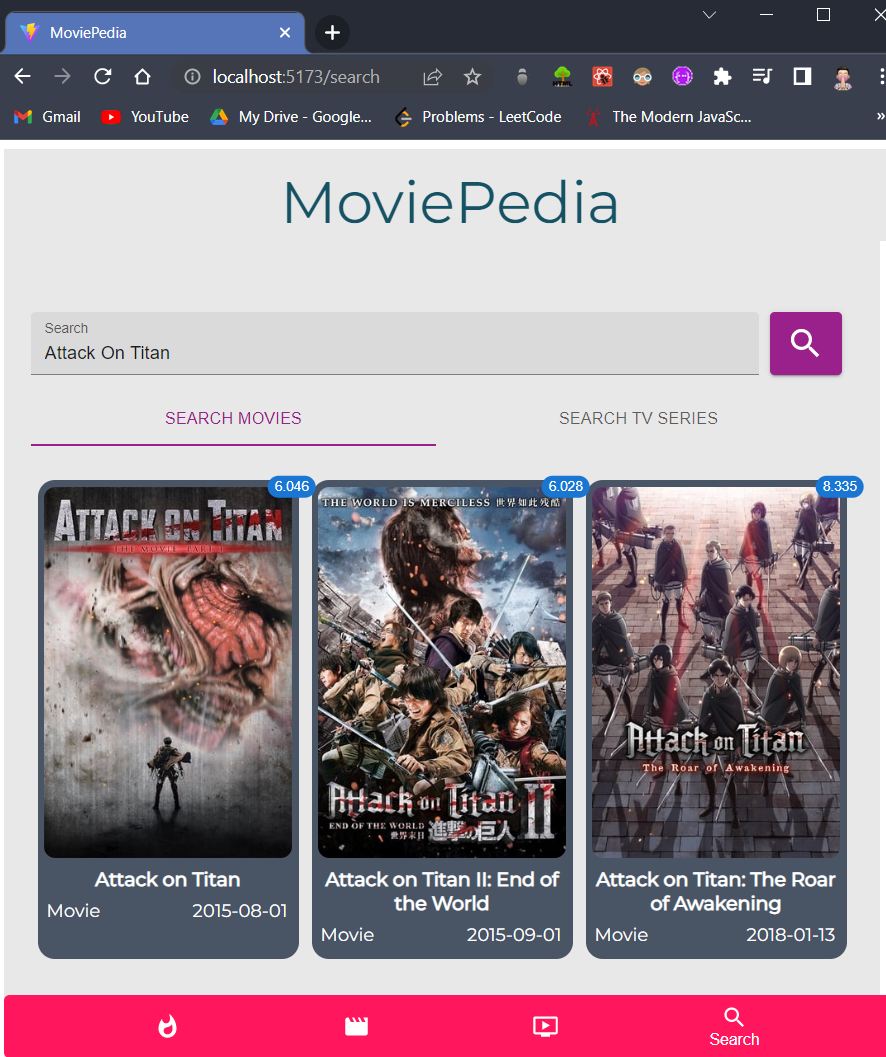 MoviePedia
localhost:5173/search
Gmail YouTube My Drive - Google... Problems - LeetCode The Modern JavaSc... »
MoviePedia
Search
Attack On Titan
SEARCH MOVIES SEARCH TV SERIES
6.046 6.028 8.335
ATTACK ON TITAN
THE MOVIE PART 1
THE WORLD IS MERCILESS 世界如此残酷
Attack on Titan II
END OF THE WORLD
世界末日 進撃の巨人
Attack on Titan
The Roar of Awakening
Attack on Titan
Movie 2015-08-01
Attack on Titan II: End of
the World
Movie 2015-09-01
Attack on Titan: The Roar
of Awakening
Movie 2018-01-13
Search